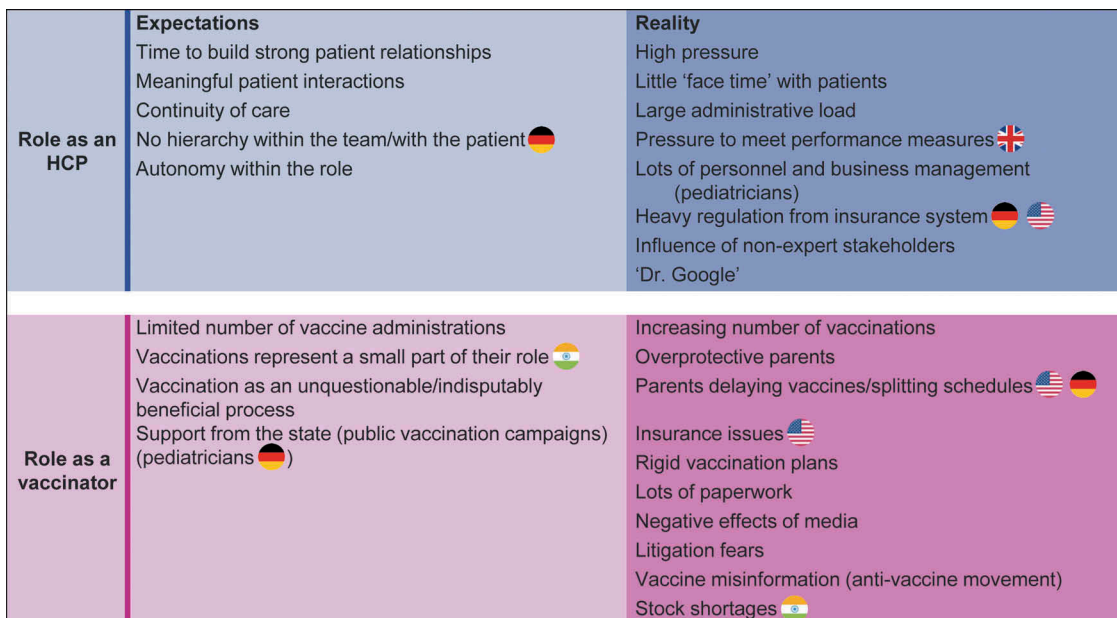 Expectations
Time to build strong patient relationships
Meaningful patient interactions
Continuity of care
No hierarchy within the team/with the patient
Autonomy within the role
Role as an
HCP
Reality
High pressure
Little ‘face time’ with patients
Large administrative load
Pressure to meet performance measures
Lots of personnel and business management
(pediatricians)
Heavy regulation from insurance system
Influence of non-expert stakeholders
‘Dr. Google’
Role as a
vaccinator
Limited number of vaccine administrations
Vaccinations represent a small part of their role
Vaccination as an unquestionable/indisputably
beneficial process
Support from the state (public vaccination campaigns)
(pediatricians )
Increasing number of vaccinations
Overprotective parents
Parents delaying vaccines/splitting schedules
Insurance issues
Rigid vaccination plans
Lots of paperwork
Negative effects of media
Litigation fears
Vaccine misinformation (anti-vaccine movement)
Stock shortages